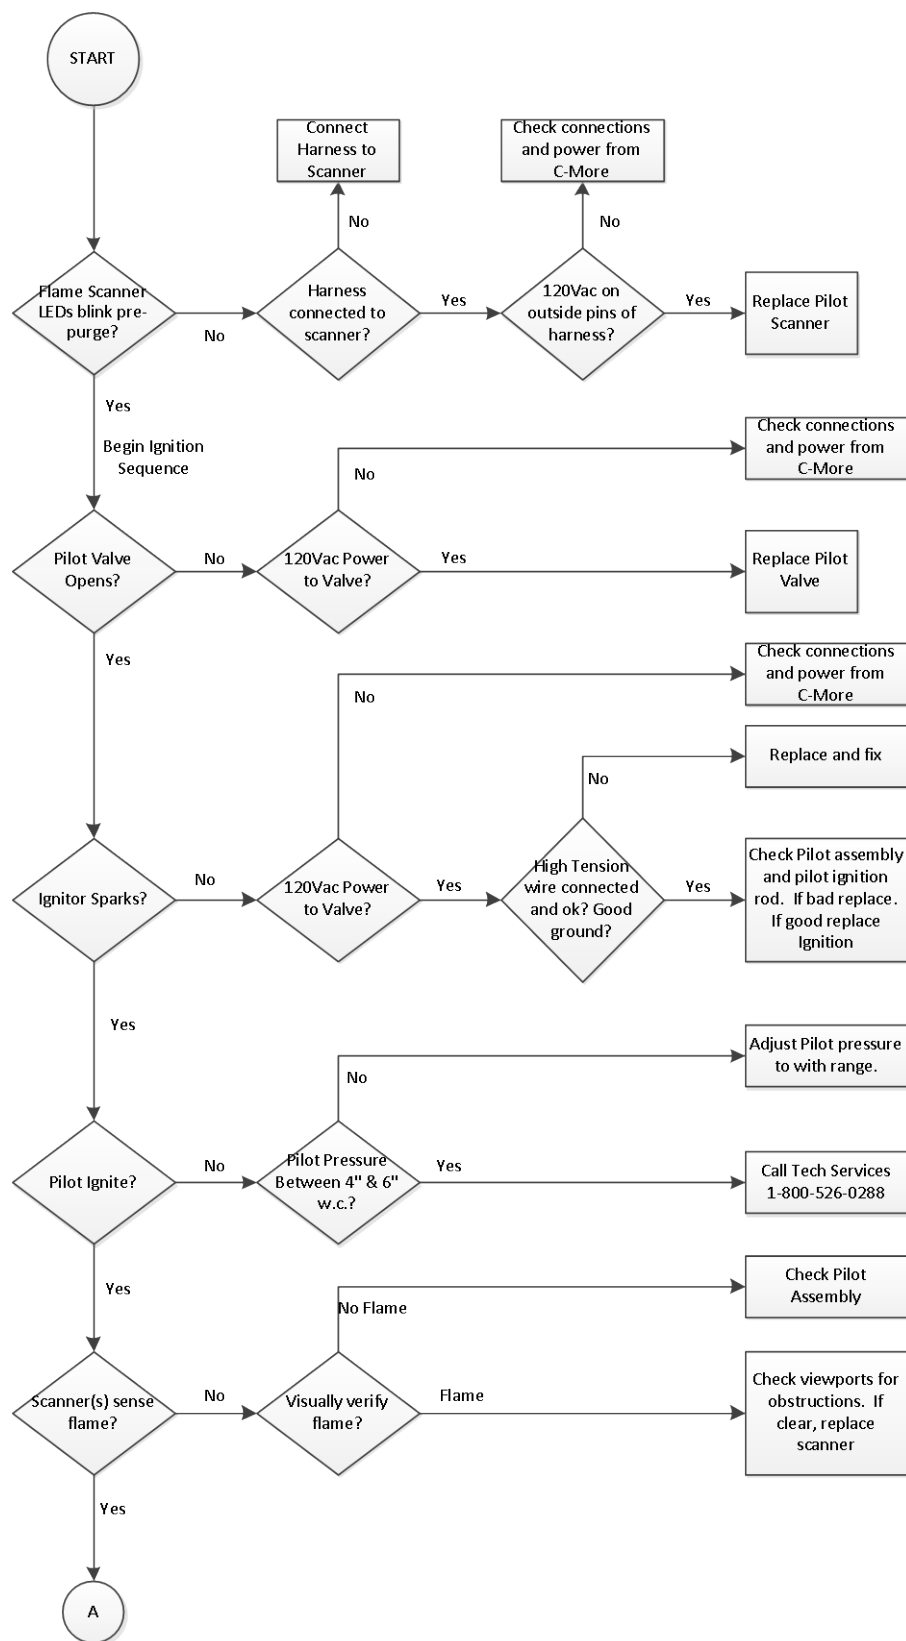 START
Connect
Harness to
Scanner
Check connections
and power from
C-More
No
No
Flame Scanner
LEDs blink pre-
purge?
No
Harness
connected to
scanner?
Yes
120Vac on
outside pins of
harness?
Yes
Replace Pilot
Scanner
Yes
Begin Ignition
Sequence
Check connections
and power from
C-More
No
Pilot Valve
Opens?
No
120Vac Power
to Valve?
Yes
Replace Pilot
Valve
Yes
Check connections
and power from
C-More
No
Replace and fix
No
Ignitor Sparks?
No
120Vac Power
to Valve?
Yes
High Tension
wire connected
and ok? Good
ground?
Yes
Check Pilot assembly
and pilot ignition
rod. If bad replace.
If good replace
Ignition
Yes
Adjust Pilot pressure
to with range.
No
Pilot Ignite?
No
Pilot Pressure
Between 4" & 6"
w.c.?
Yes
Call Tech Services
1-800-526-0288
Yes
Check Pilot
Assembly
No Flame
Scanner(s) sense
flame?
No
Visually verify
flame?
Flame
Check viewports for
obstructions. If
clear, replace
scanner
Yes
A